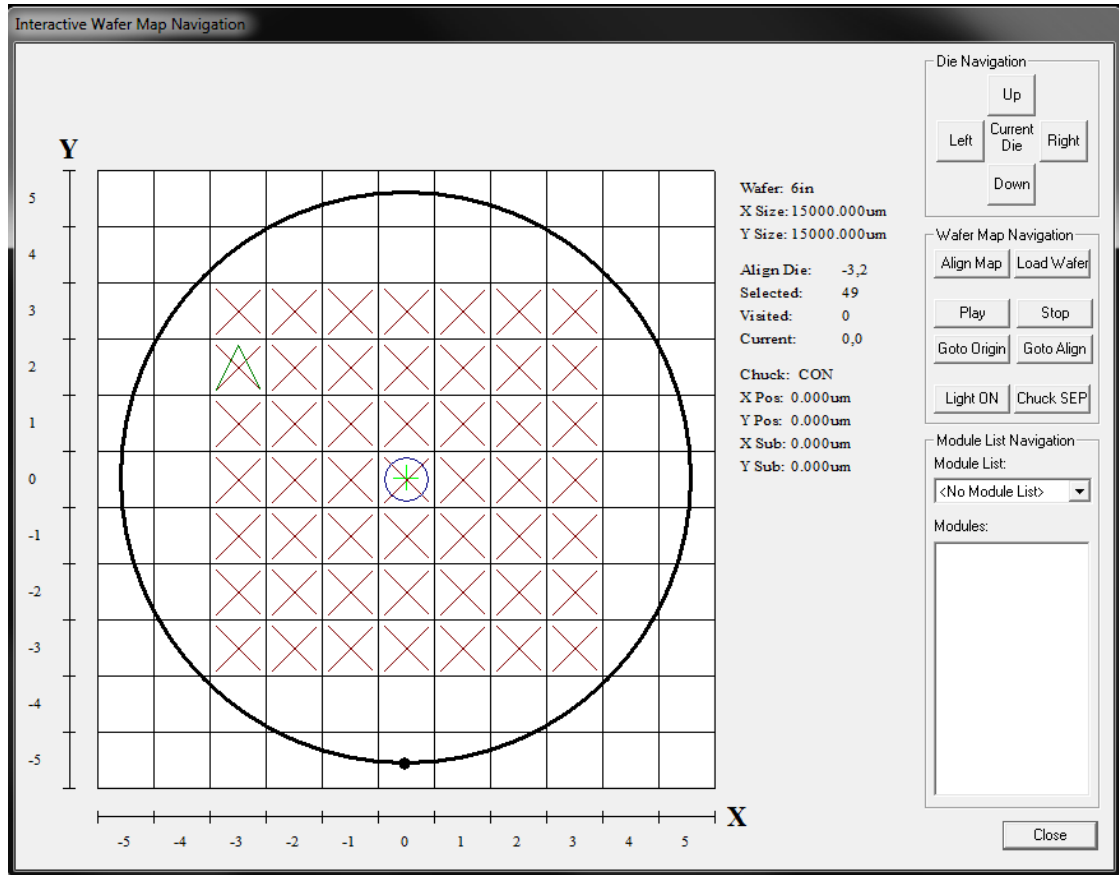 Interactive Wafer Map Navigation
Y
5
4
3
2
1
0
-1
-2
-3
-4
-5
-5 -4 -3 -2 -1 0 1 2 3 4 5
X
Wafer: 6in
X Size: 15000.000um
Y Size: 15000.000um
Align Die: -3,2
Selected: 49
Visited: 0
Current: 0,0
Chuck: CON
X Pos: 0.000um
Y Pos: 0.000um
X Sub: 0.000um
Y Sub: 0.000um
Die Navigation
Up
Left
Current
Die
Right
Down
Wafer Map Navigation
Align Map Load Wafer
Play Stop
Goto Origin Goto Align
Light ON Chuck SEP
Module List Navigation
Module List:
<No Module List>
Modules:
Close